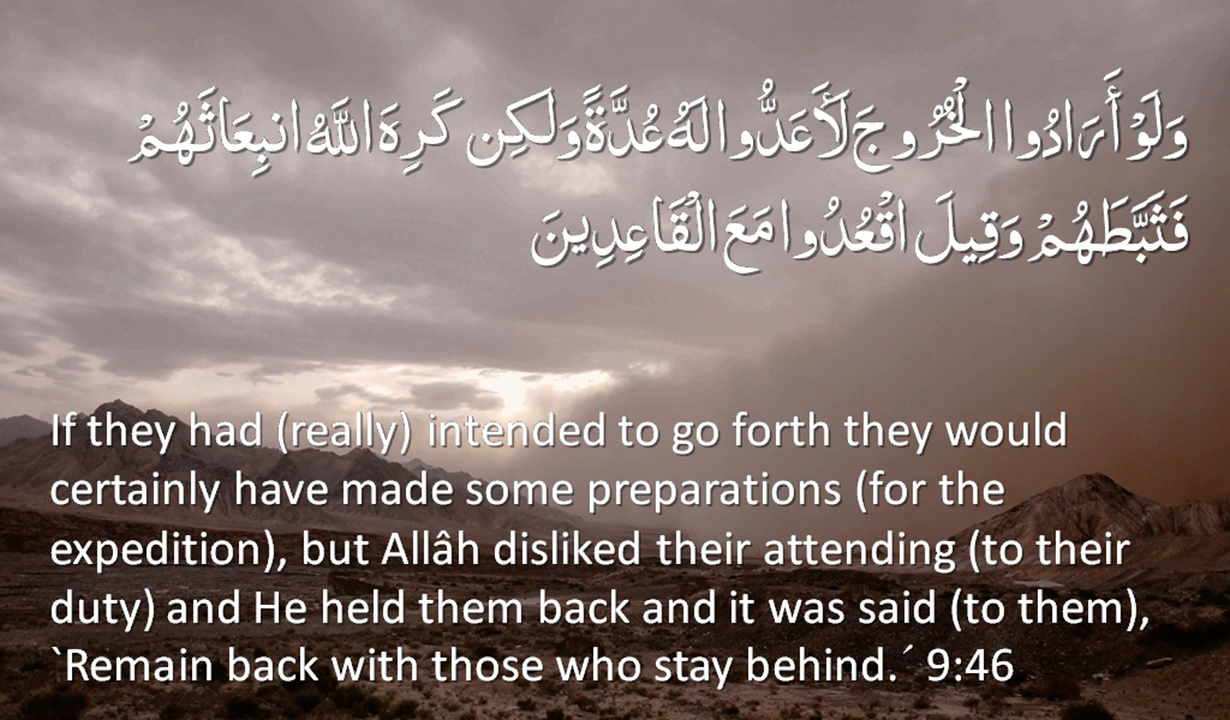 وَلَوْ أَرَادُوا الْخُرُوجَ لَأَعَدُّوا لَهُ عُدَّةً وَلَكِن كَرِهَ اللَّهُ انبِعَاثَهُمْ
فَثَبَّطَهُمْ وَقِيلَ اقْعُدُوا مَعَ الْقَاعِدِينَ
If they had (really) intended to go forth they would
certainly have made some preparations (for the
expedition), but Allâh disliked their attending (to their
duty) and He held them back and it was said (to them),
`Remain back with those who stay behind.´ 9:46